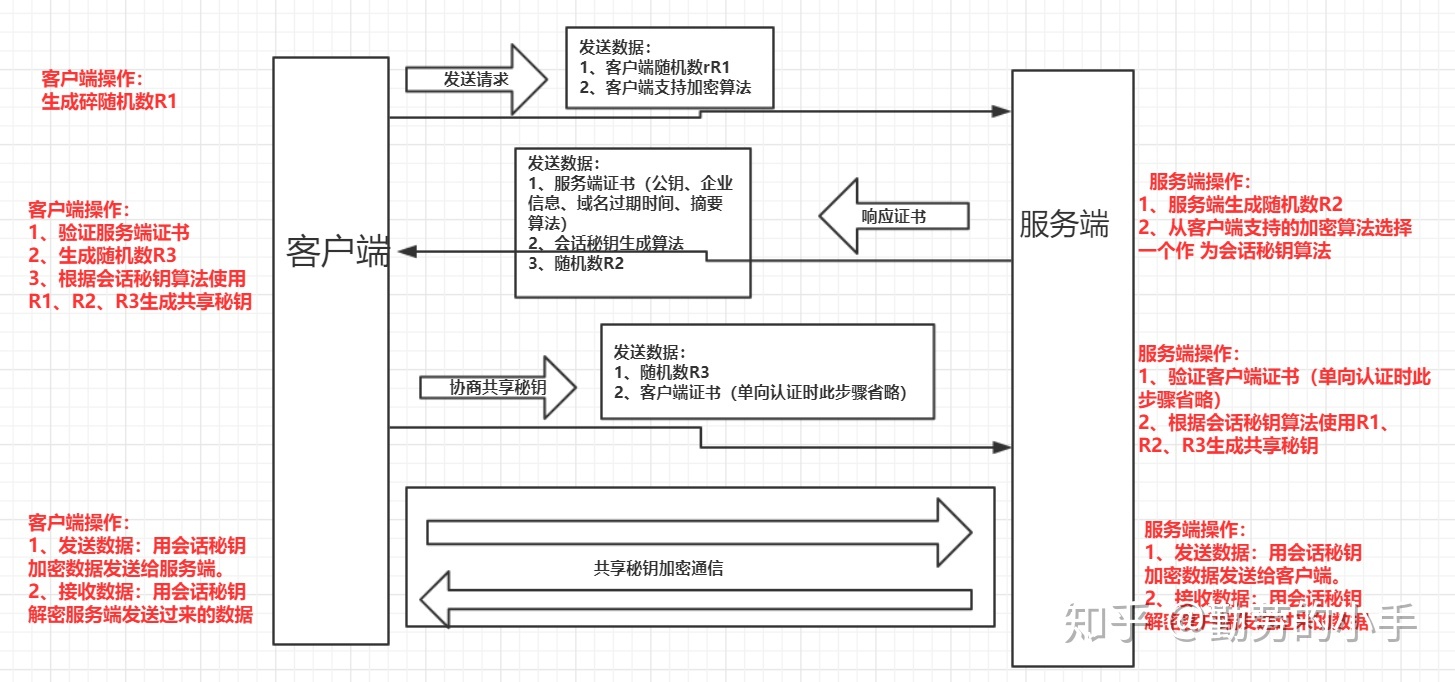 客户端操作：
生成碎随机数R1
发送请求
发送数据：
1、客户端随机数rR1
2、客户端支持加密算法
客户端操作：
1、验证服务端证书
2、生成随机数R3
3、根据会话秘钥算法使用
R1、R2、R3生成共享秘钥
客户端
发送数据：
1、服务端证书（公钥、企业
信息、域名过期时间、摘要
算法）
2、会话秘钥生成算法
3、随机数R2
响应证书
服务端
服务端操作：
1、服务端生成随机数R2
2、从客户端支持的加密算法选择
一个作 为会话秘钥算法
协商共享秘钥
发送数据：
1、随机数R3
2、客户端证书（单向认证时此步骤省略）
服务端操作：
1、验证客户端证书（单向认证时此
步骤省略）
2、根据会话秘钥算法使用R1、
R2、R3生成共享秘钥
客户端操作：
1、发送数据：用会话秘钥
加密数据发送给服务端。
2、接收数据：用会话秘钥
解密服务端发送过来的数据
共享秘钥加密通信
服务端操作：
1、发送数据：用会话秘钥
加密数据发送给客户端。
2、接收数据：用会话秘钥
解密客户端发送过来的数据
知乎 @勤劳的小手